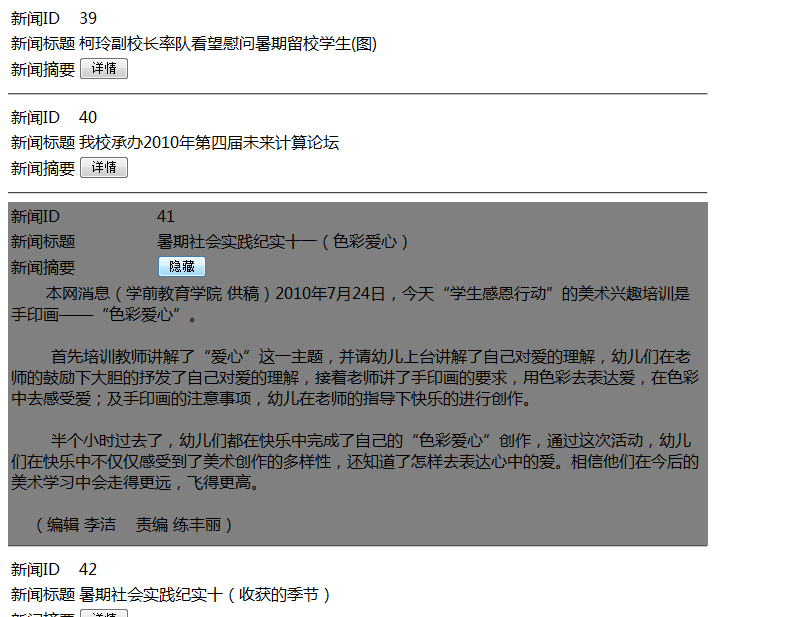 新闻ID 39
新闻标题 柯玲副校长率队看望慰问暑期留校学生(图)
新闻摘要 详情
新闻ID 40
新闻标题 我校承办2010年第四届未来计算论坛
新闻摘要 详情
新闻ID 41
新闻标题 暑期社会实践纪实十一（色彩爱心）
新闻摘要 隐藏
本网消息（学前教育学院 供稿）2010年7月24日，今天“学生感恩行动”的美术兴趣培训是
手印画——“色彩爱心”。
首先培训教师讲解了“爱心”这一主题，并请幼儿上台讲解了自己对爱的理解，幼儿们在老
师的鼓励下大胆的抒发了自己对爱的理解，接着老师讲了手印画的要求，用色彩去表达爱，在色彩
中去感受爱；及手印画的注意事项，幼儿在老师的指导下快乐的进行创作。
半个小时过去了，幼儿们都在快乐中完成了自己的“色彩爱心”创作，通过这次活动，幼儿
们在快乐中不仅仅感受到了美术创作的多样性，还知道了怎样去表达心中的爱。相信他们在今后的
美术学习中会走得更远，飞得更高。
（编辑 李洁 责编 练丰丽）
新闻ID 42
新闻标题 暑期社会实践纪实十（收获的季节）
新闻摘要 详情